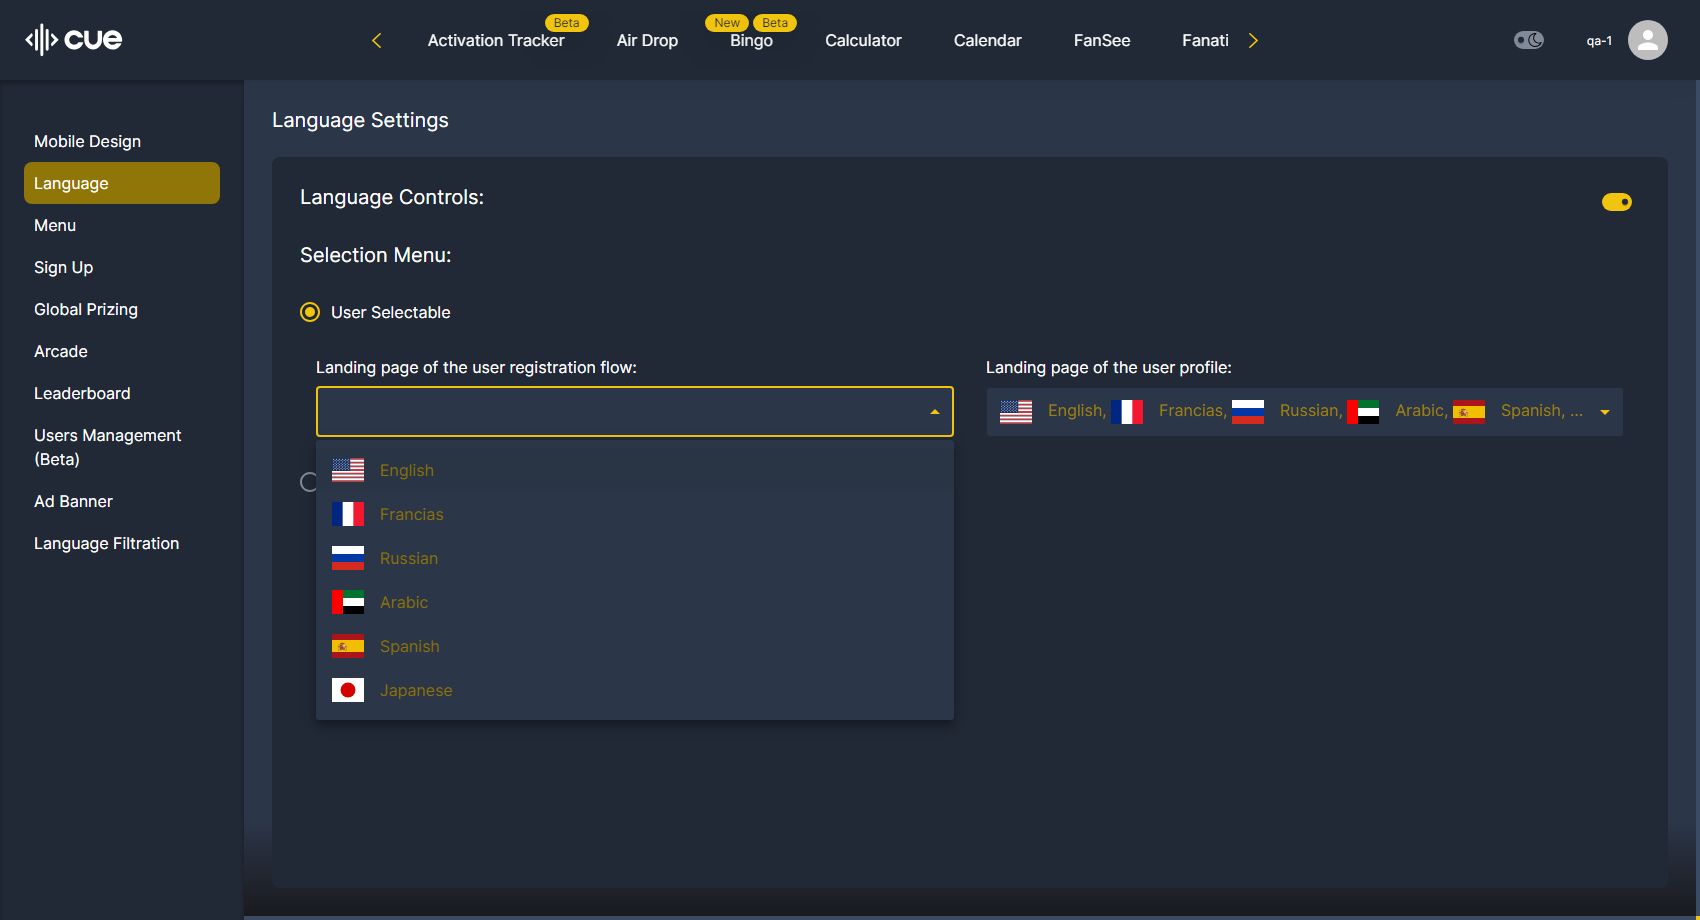 cue
Activation Tracker
Beta
Air Drop
New
Beta
Bingo
Calculator
Calendar
FanSee
Fanati
qa-1
Mobile Design
Language
Menu
Sign Up
Global Prizing
Arcade
Leaderboard
Users Management
(Beta)
Ad Banner
Language Filtration
Language Settings
Language Controls:
Selection Menu:
User Selectable
Landing page of the user registration flow:
English
Francias
Russian
Arabic
Spanish
Japanese
Landing page of the user profile:
English, Francias, Russian, Arabic, Spanish, ...